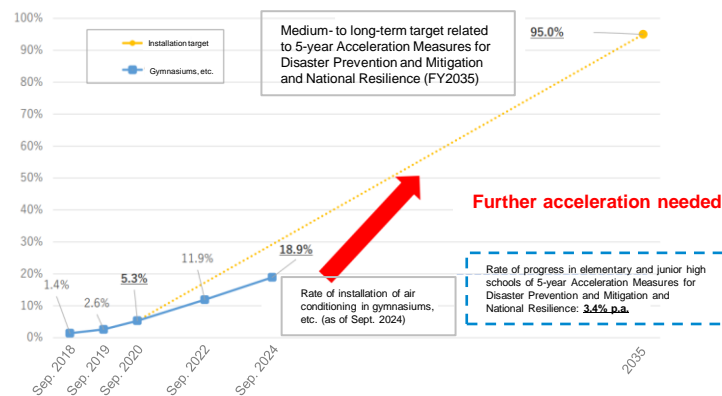 100%
90%
80%
70%
60%
50%
40%
30%
20%
10%
0%
Installation target
Gymnasiums, etc.
Medium- to long-term target related
to 5-year Acceleration Measures for
Disaster Prevention and Mitigation
and National Resilience (FY2035)
95.0%
Further acceleration needed
1.4%
2.6%
5.3%
11.9%
18.9%
Rate of installation of air
conditioning in gymnasiums,
etc. (as of Sept. 2024)
Rate of progress in elementary and junior high
schools of 5-year Acceleration Measures for
Disaster Prevention and Mitigation and
National Resilience: 3.4% p.a.
Sep. 2018
Sep. 2019
Sep. 2020
Sep. 2022
Sep. 2024
2035